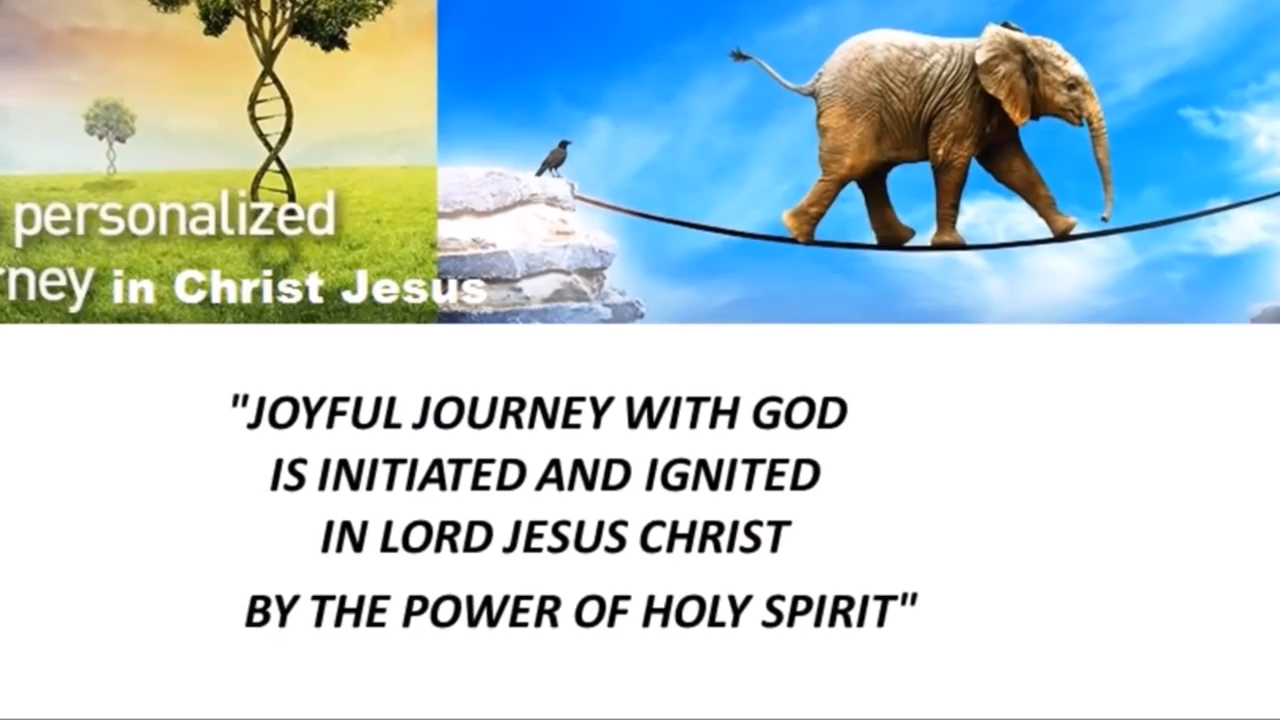 personalized
rney in Christ Jesus
"JOYFUL JOURNEY WITH GOD
IS INITIATED AND IGNITED
IN LORD JESUS CHRIST
BY THE POWER OF HOLY SPIRIT"